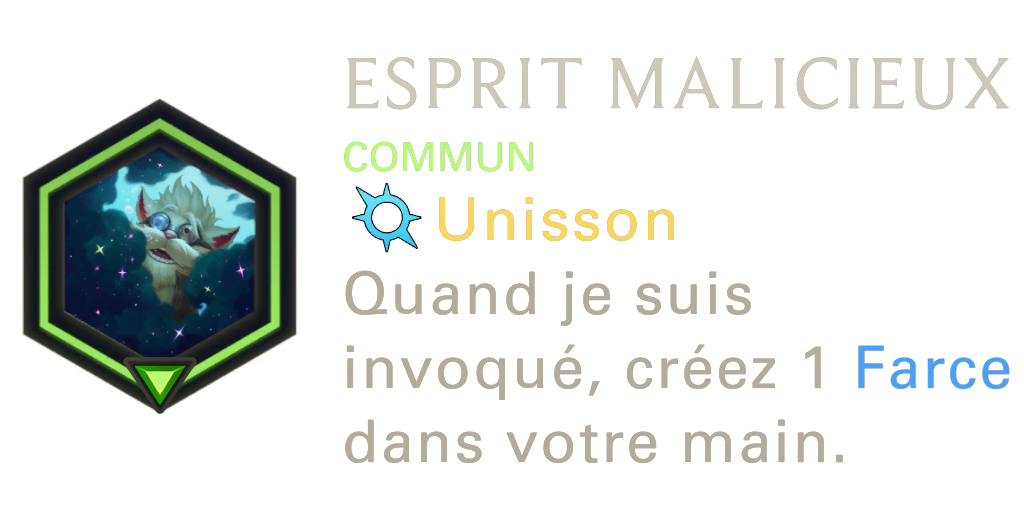 ESPRIT MALICIEUX
COMMUN
Unisson
Quand je suis
invoqué, créez 1 Farce
dans votre main.